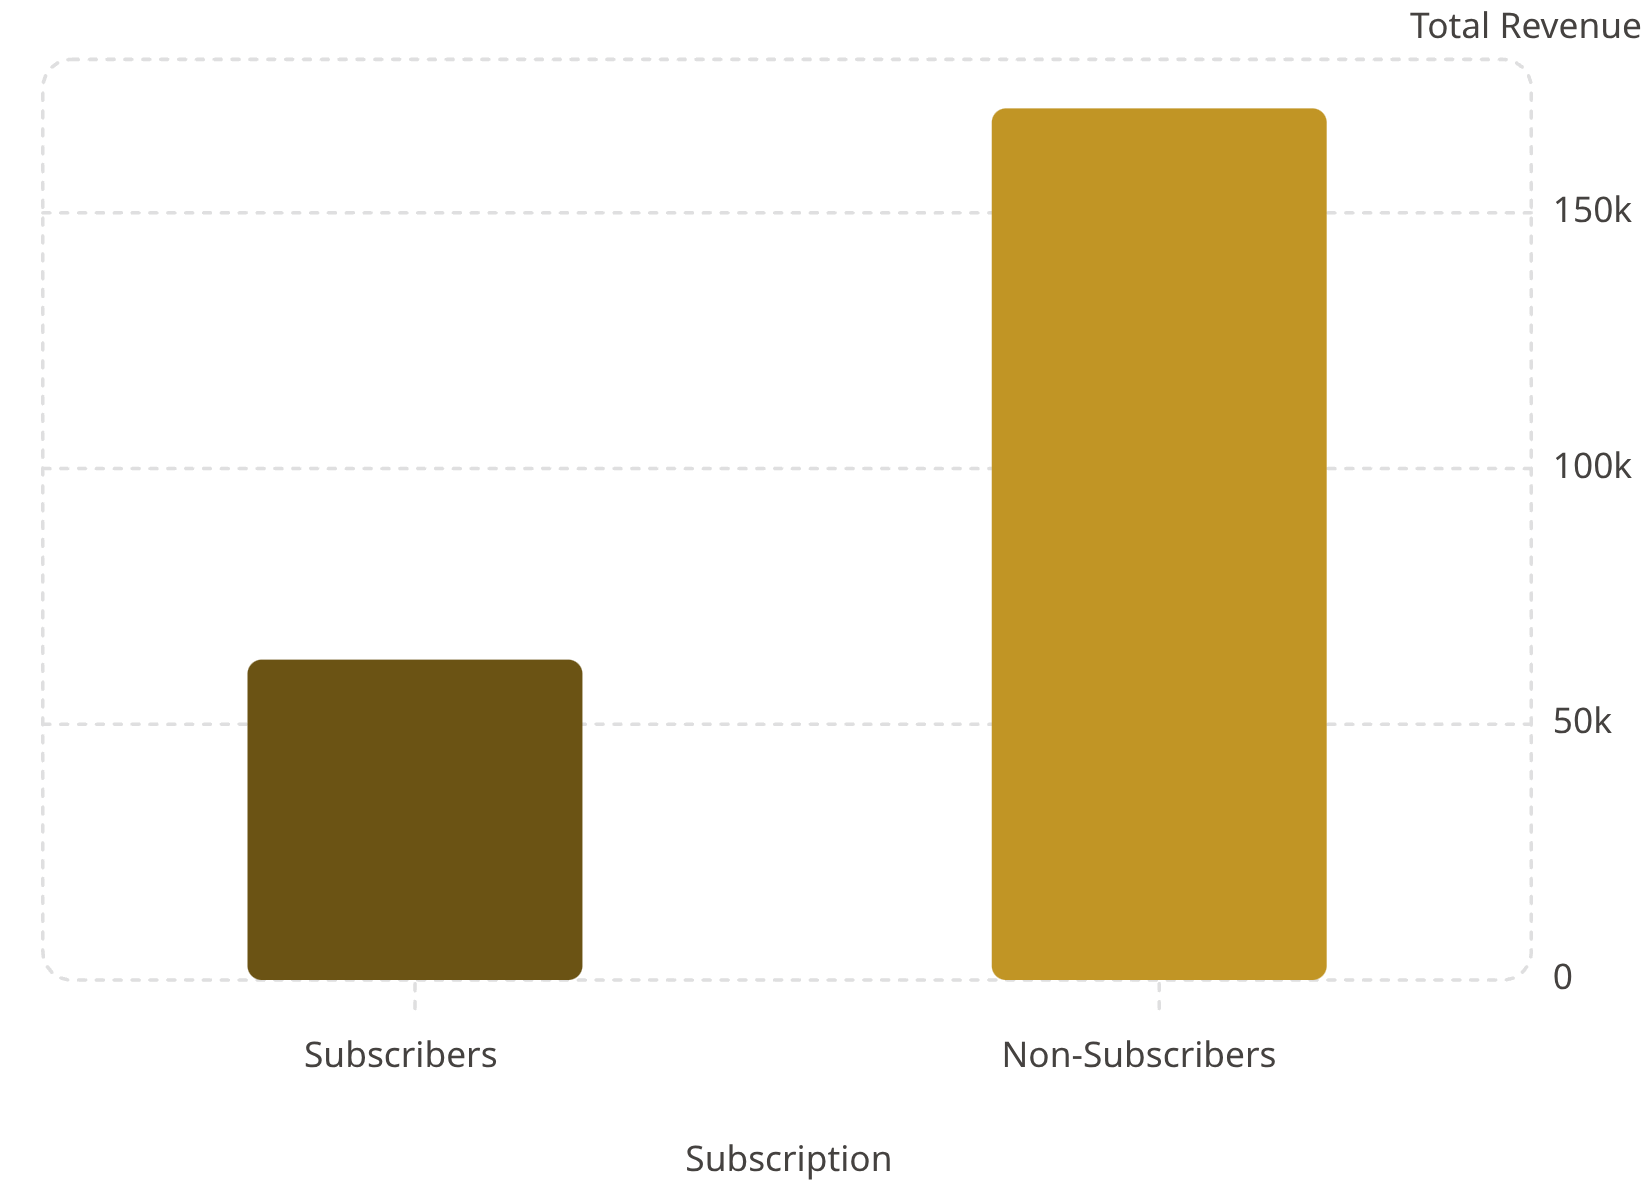 Total Revenue
150k
100k
50k
0
Subscribers
Non-Subscribers
Subscription